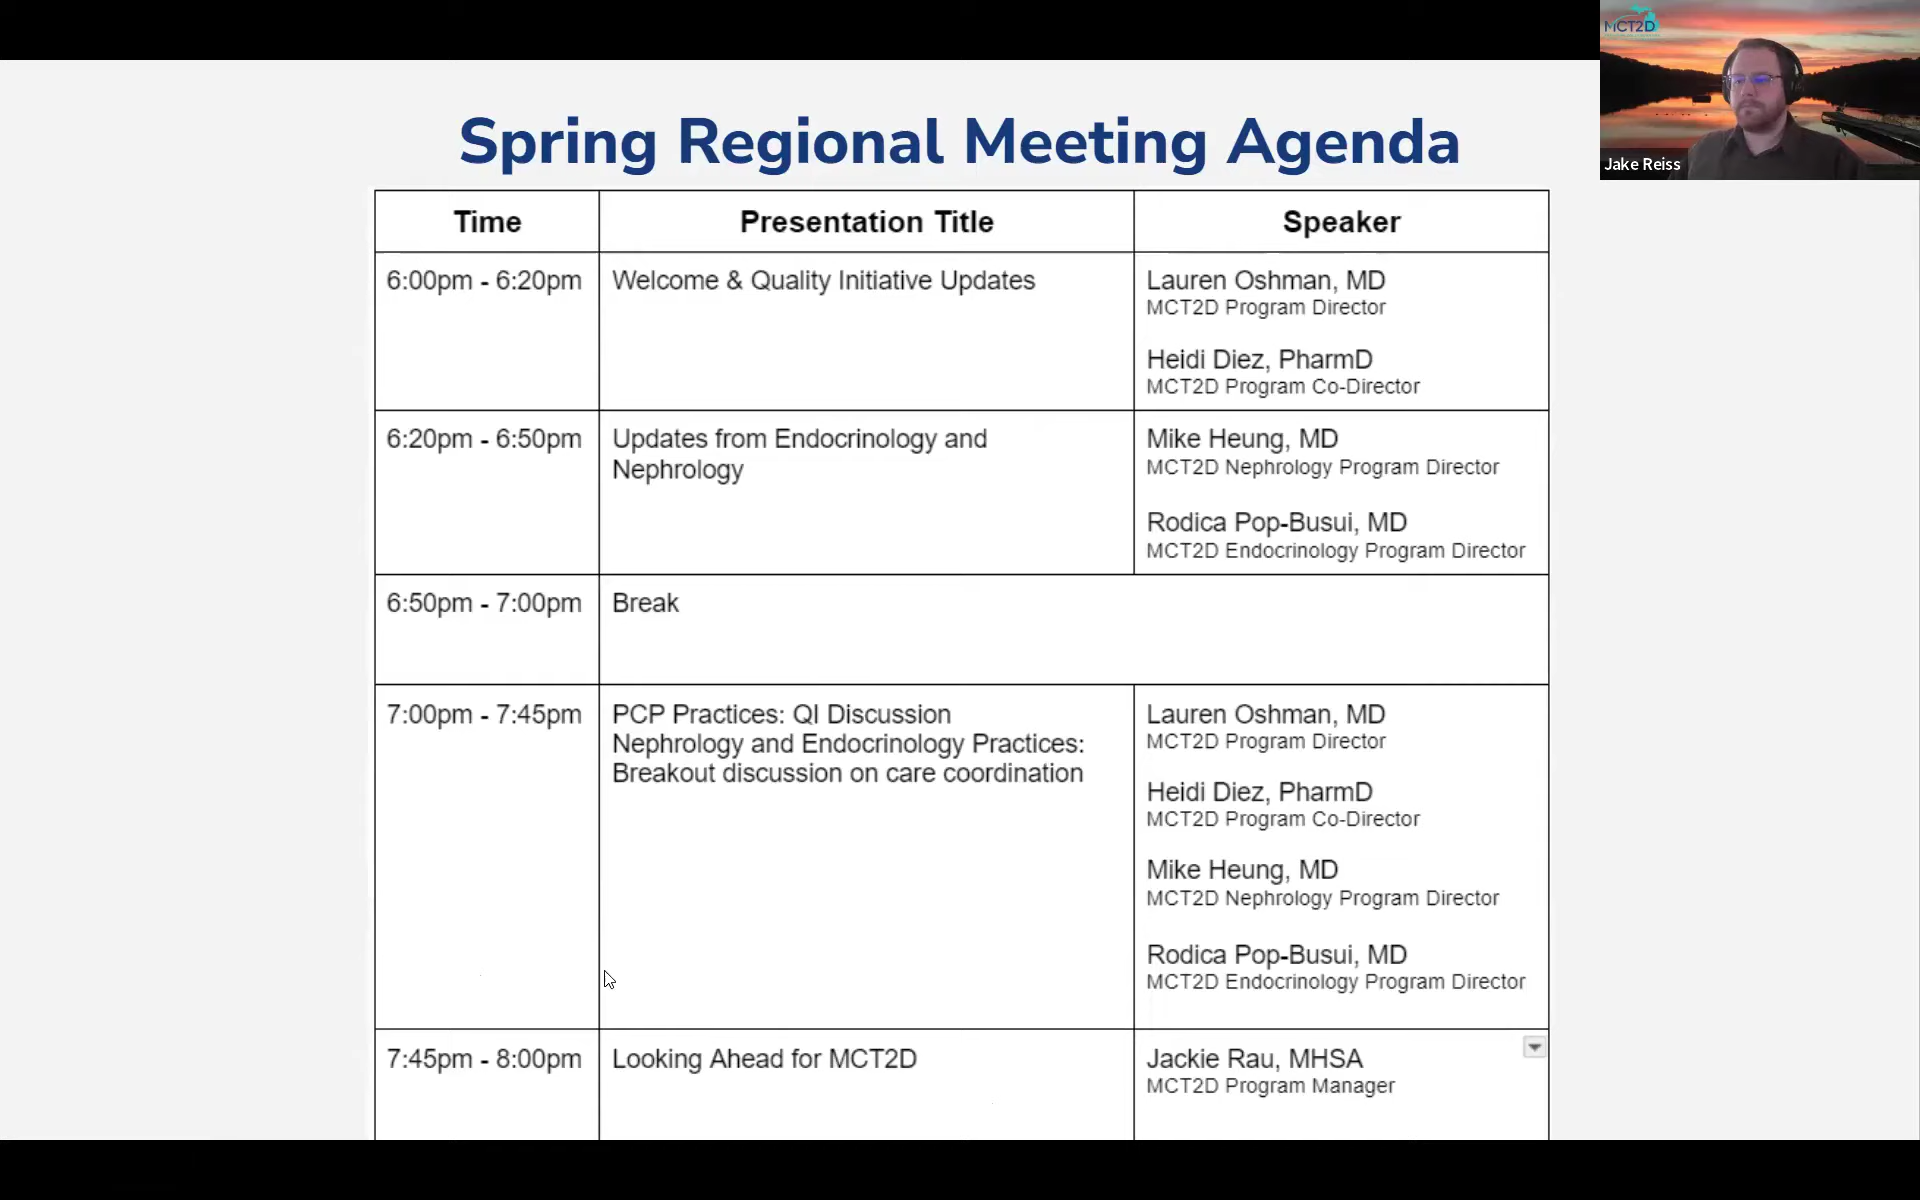 MCT2D
Jake Reiss
Spring Regional Meeting Agenda
Time
Presentation Title
Speaker
6:00pm - 6:20pm
Welcome & Quality Initiative Updates
Lauren Oshman, MD
MCT2D Program Director
Heidi Diez, PharmD
MCT2D Program Co-Director
6:20pm - 6:50pm
Updates from Endocrinology and
Nephrology
Mike Heung, MD
MCT2D Nephrology Program Director
Rodica Pop-Busui, MD
MCT2D Endocrinology Program Director
6:50pm - 7:00pm
Break
7:00pm - 7:45pm
PCP Practices: QI Discussion
Nephrology and Endocrinology Practices:
Breakout discussion on care coordination
Lauren Oshman, MD
MCT2D Program Director
Heidi Diez, PharmD
MCT2D Program Co-Director
Mike Heung, MD
MCT2D Nephrology Program Director
Rodica Pop-Busui, MD
MCT2D Endocrinology Program Director
7:45pm - 8:00pm
Looking Ahead for MCT2D
Jackie Rau, MHSA
MCT2D Program Manager